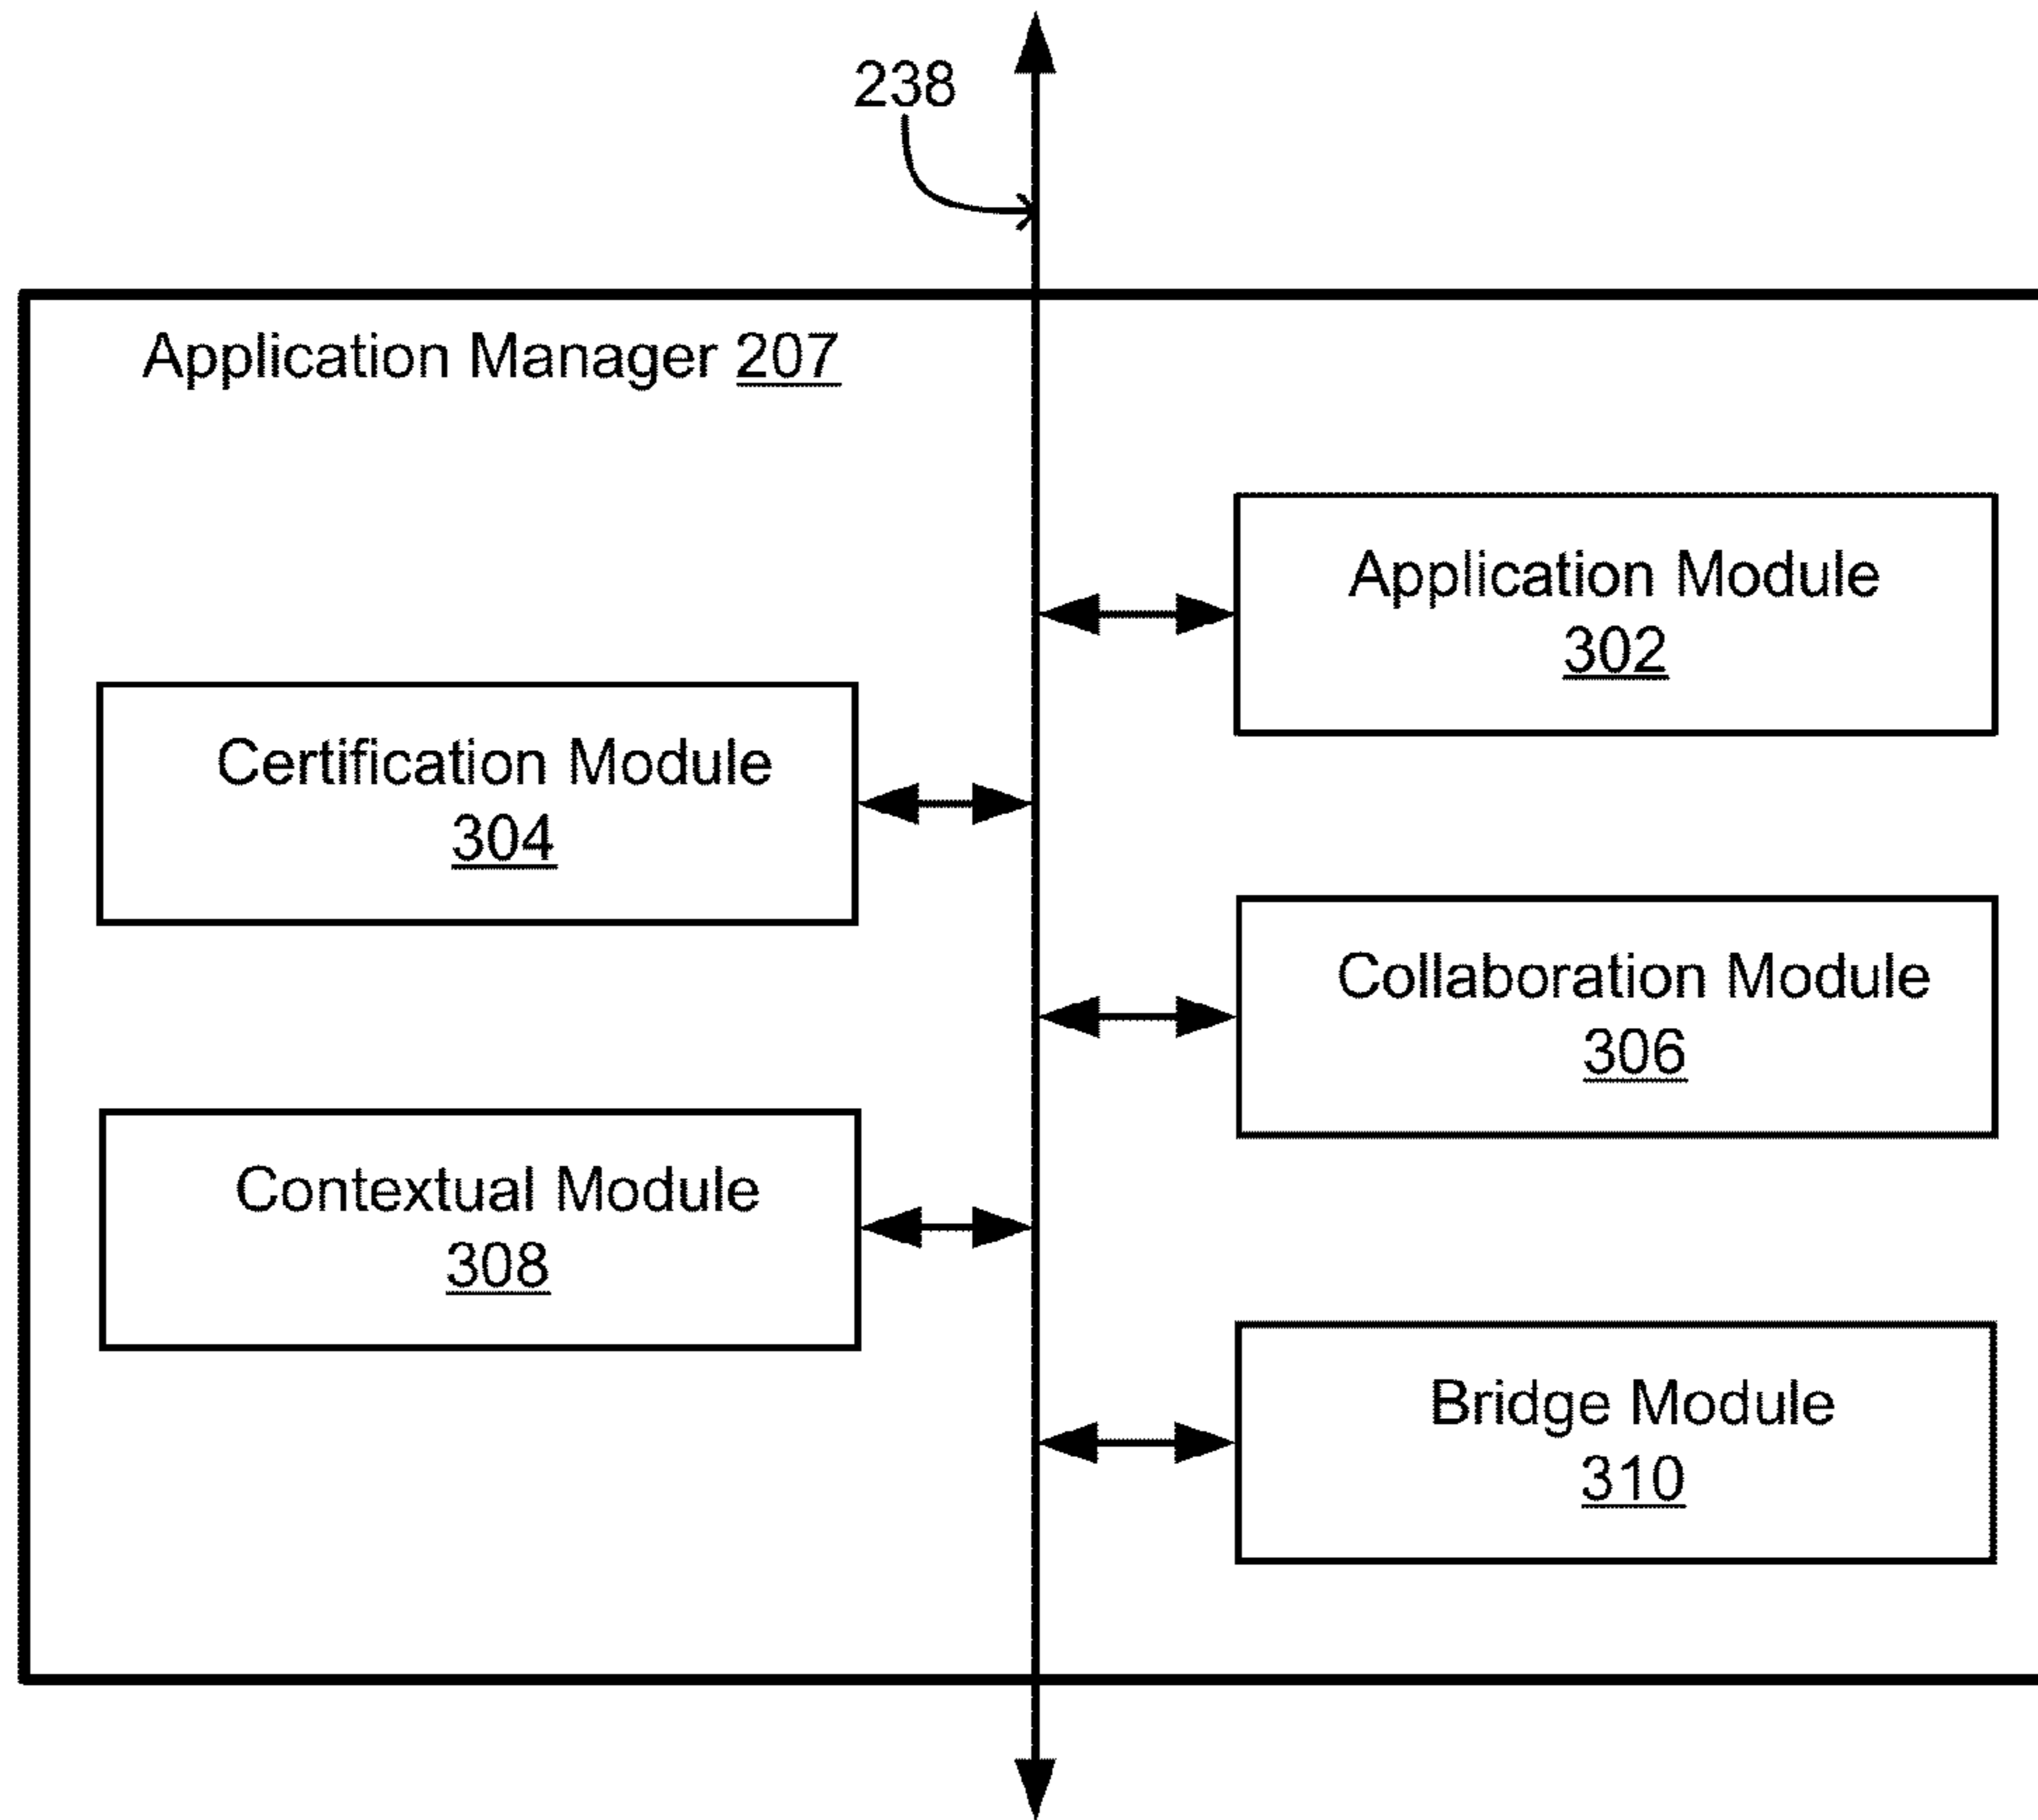 238
Application Manager 207
Application Module
302
Certification Module
304
Collaboration Module
306
Contextual Module
308
Bridge Module
310